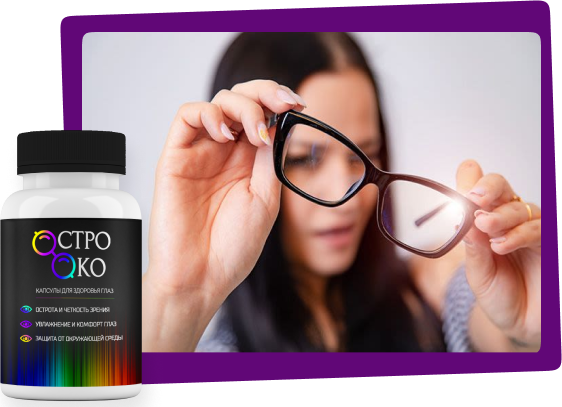 ОСТРО
ОКО
КАПСУЛЫ ДЛЯ ЗДОРОВЬЯ ГЛАЗ
ОСТРОТА И ЧЕТКОСТЬ ЗРЕНИЯ
УВЛАЖНЕНИЕ И КОМФОРТ ГЛАЗ
ЗАЩИТА ОТ ОКРУЖАЮЩЕЙ СРЕДЫ